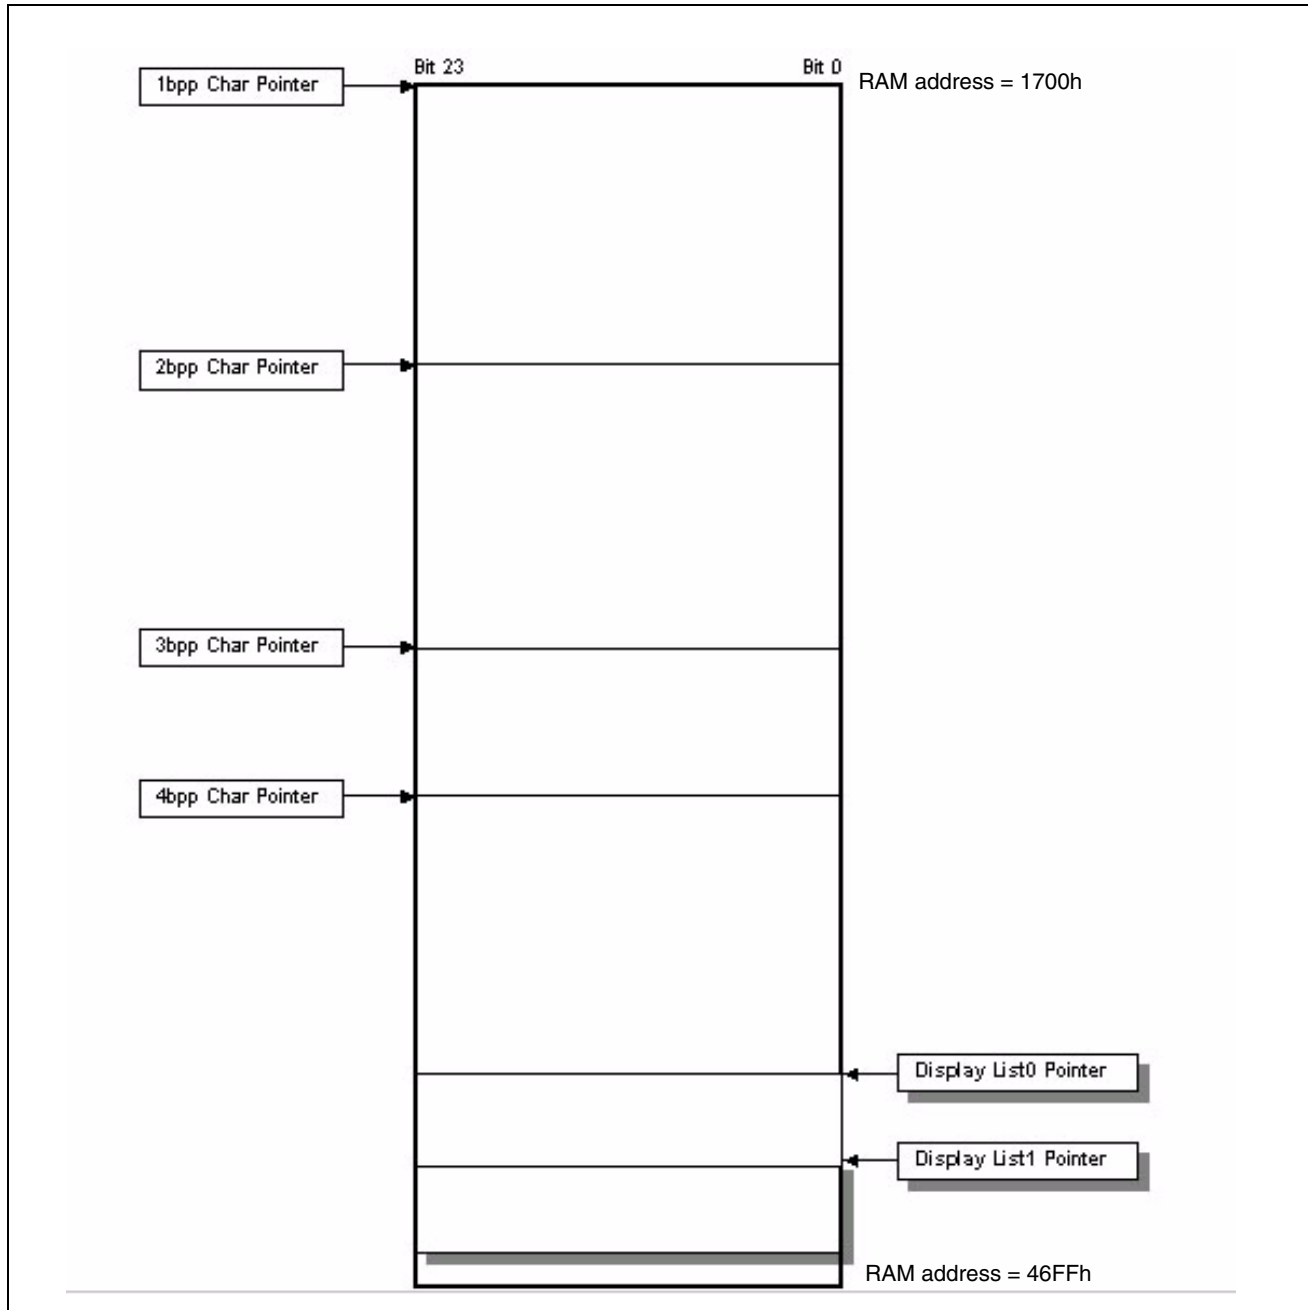 Bit 23
Bit 0
1bpp Char Pointer
RAM address = 1700h
2bpp Char Pointer
3bpp Char Pointer
4bpp Char Pointer
Display List0 Pointer
Display List1 Pointer
RAM address = 46FFh